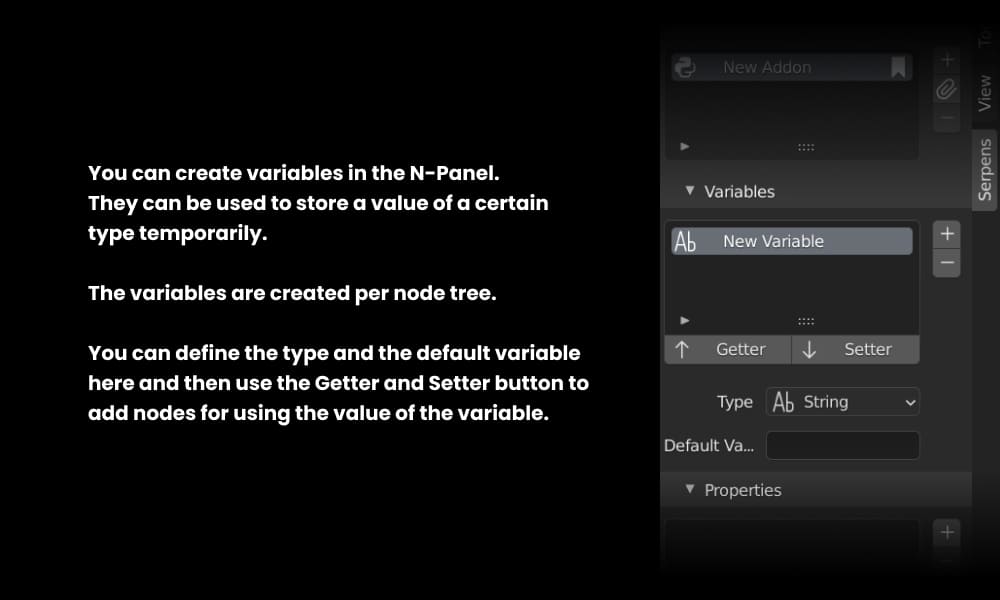 You can create variables in the N-Panel.
They can be used to store a value of a certain
type temporarily.
The variables are created per node tree.
You can define the type and the default variable
here and then use the Getter and Setter button to
add nodes for using the value of the variable.
New Addon
View
Serpens
Variables
Ab New Variable
Getter Setter
Type Ab String
Default Va...
Properties